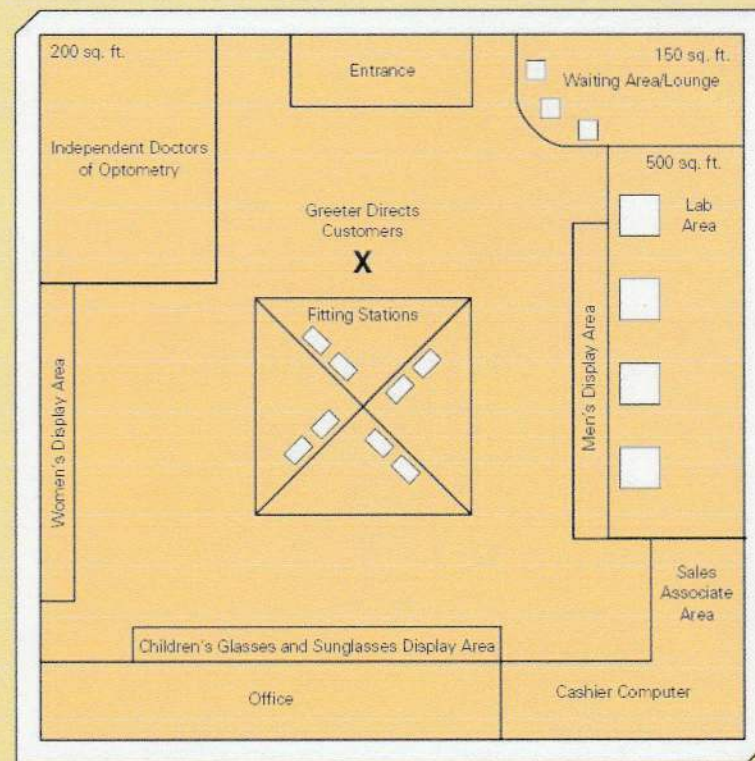 200 sq. ft.
Independent Doctors
of Optometry
Entrance
150 sq. ft.
Waiting Area/Lounge
500 sq. ft.
Lab
Area
Greeter Directs
Customers
X
Fitting Stations
Women's Display Area
Men's Display Area
Sales
Associate
Area
Children's Glasses and Sunglasses Display Area
Office
Cashier Computer